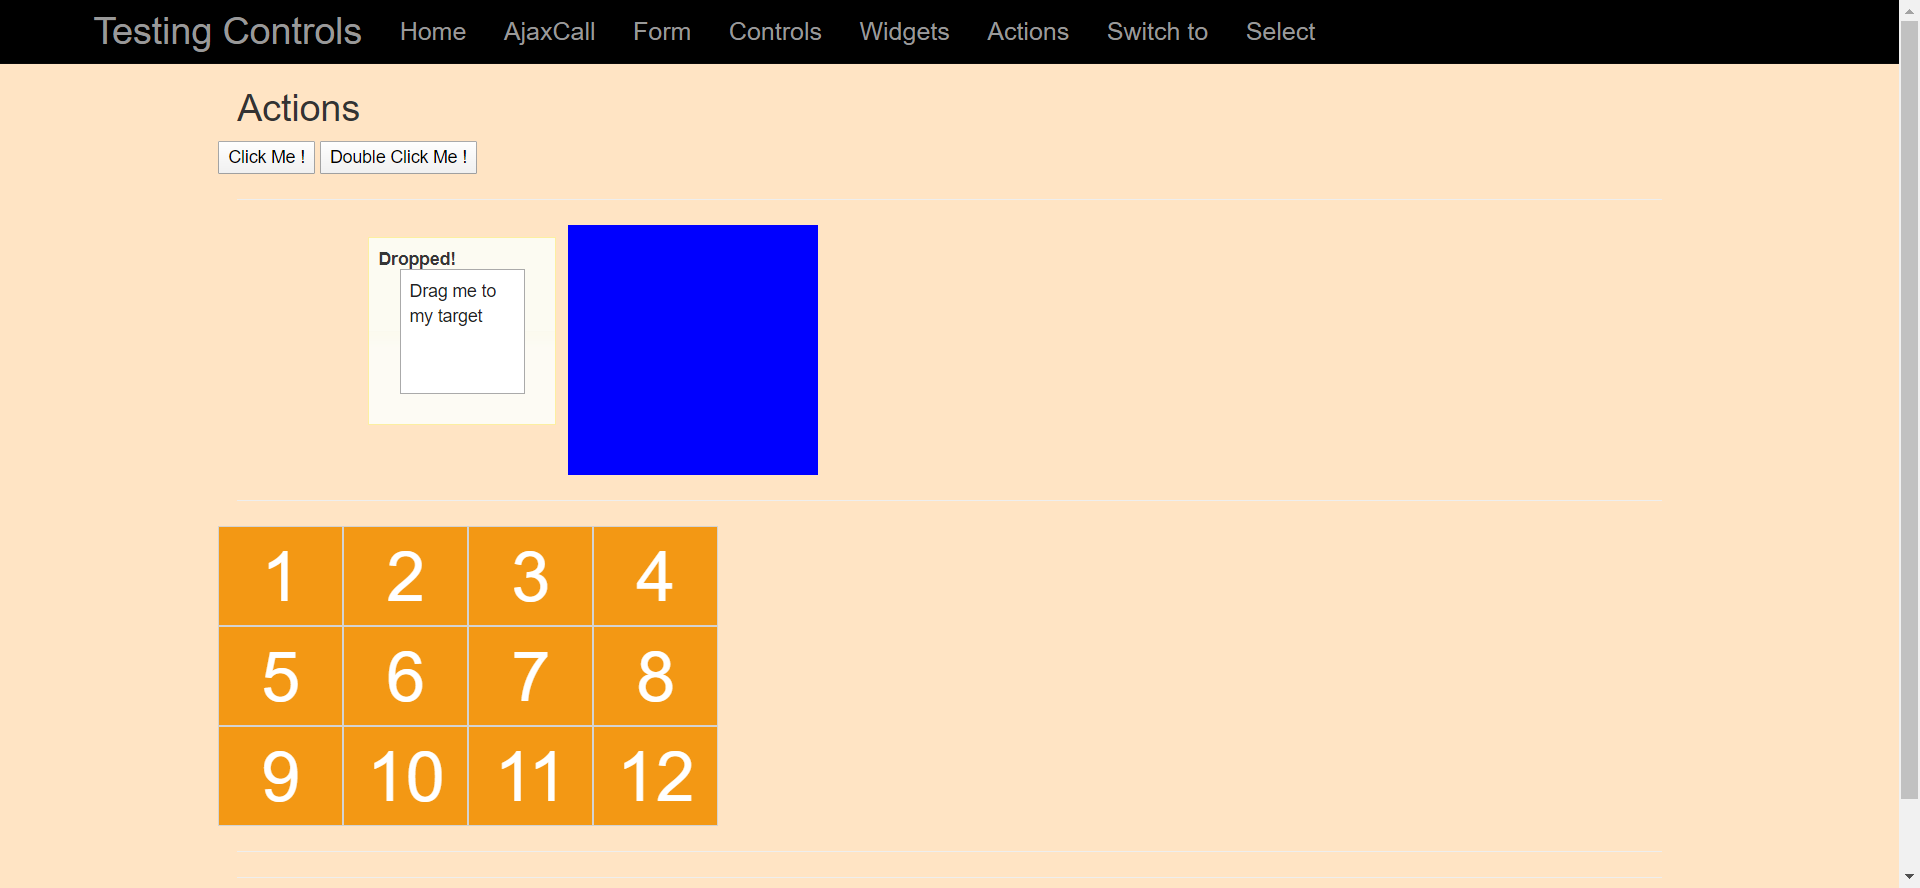 Testing Controls Home AjaxCall Form Controls Widgets Actions Switch to Select
Actions
Click Me ! Double Click Me !
Dropped!
Drag me to
my target
1 2 3 4
5 6 7 8
9 10 11 12